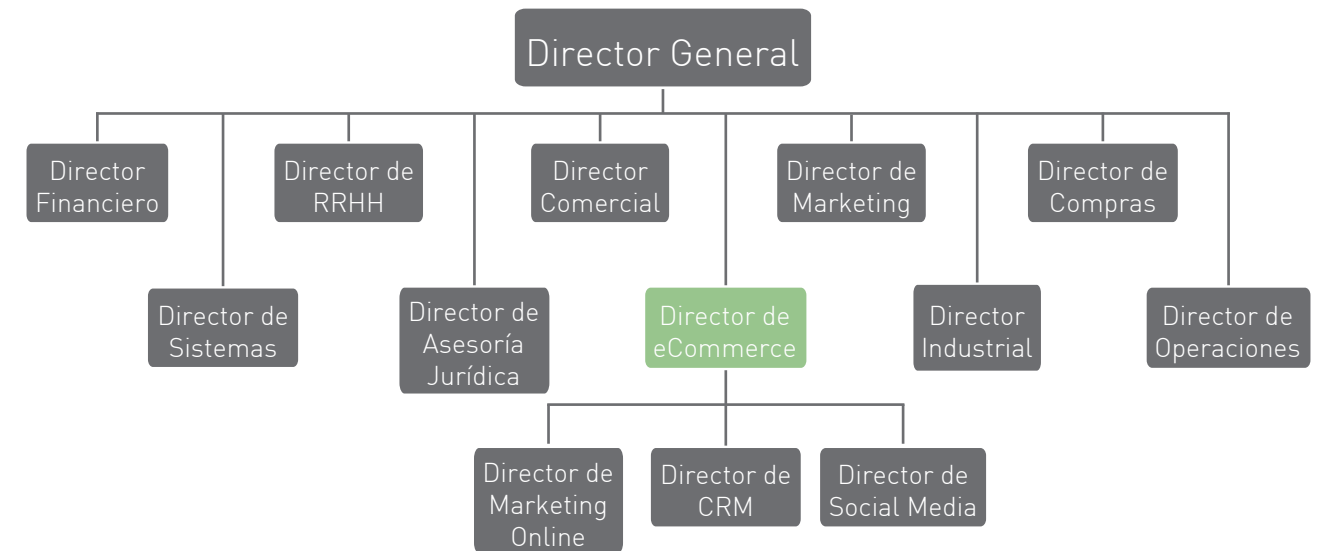 Director General
Director
Financiero
Director de
RRHH
Director
Comercial
Director de
Marketing
Director de
Compras
Director de
Sistemas
Director de
Asesoría
Jurídica
Director de
eCommerce
Director
Industrial
Director de
Operaciones
Director de
Marketing
Online
Director de
CRM
Director de
Social Media